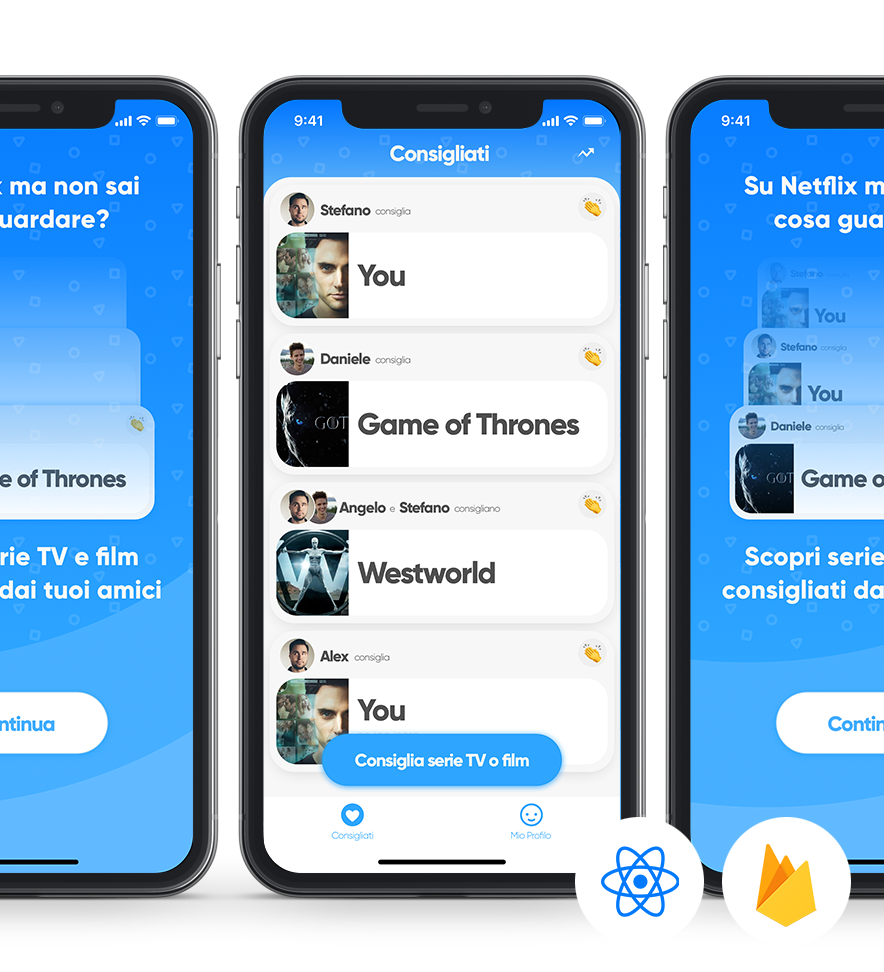 x ma non sai
uardare?
e of Thrones
rie TV e film
dai tuoi amici
ntinua
9:41
Consigliati
Stefano consiglia
You
Daniele consiglia
GOT
Game of Thrones
Angelo e Stefano consigliano
W
Westworld
Alex consiglia
You
Consiglia serie TV o film
Consigliati
Mio Profilo
9:41
Su Netflix m
cosa gua
Stefano consiglia
You
Stefano consiglia
You
Daniele consiglia
GOT
Game o
Scopri serie
consigliati da
Contin